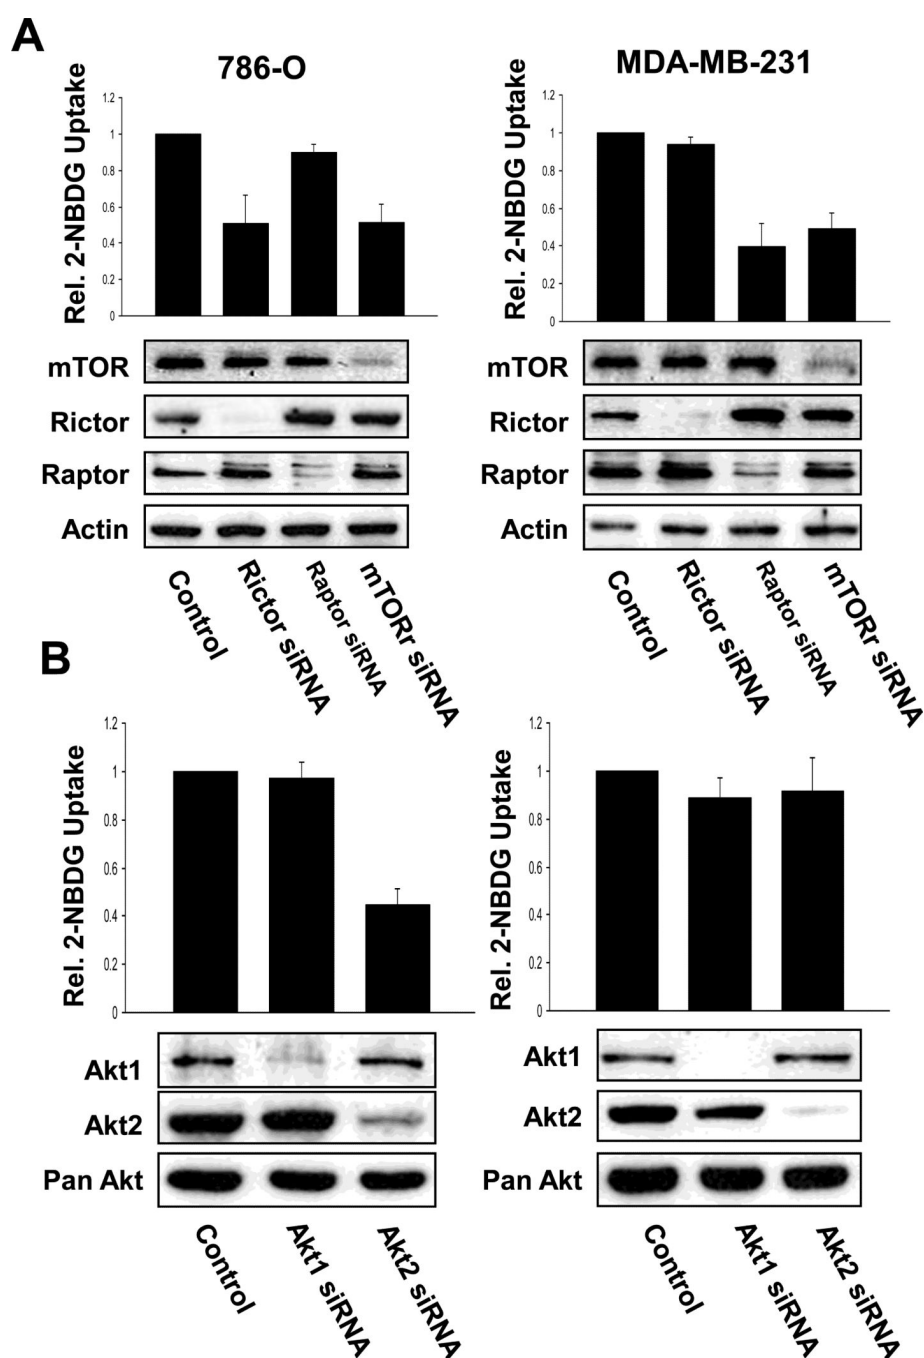 A
786-O
MDA-MB-231
Rel. 2-NBDG Uptake
1.2
1
0.8
0.6
0.4
0.2
0
Rel. 2-NBDG Uptake
1.2
1
0.8
0.6
0.4
0.2
0
mTOR
Rictor
Raptor
Actin
mTOR
Rictor
Raptor
Actin
Control
Rictor siRNA
Raptor siRNA
mTORr siRNA
Control
Rictor siRNA
Raptor siRNA
mTORr siRNA
B
Rel. 2-NBDG Uptake
1.2
1
0.8
0.6
0.4
0.2
0
Rel. 2-NBDG Uptake
1.2
1
0.8
0.6
0.4
0.2
0
Akt1
Akt2
Pan Akt
Akt1
Akt2
Pan Akt
Control
Akt1 siRNA
Akt2 siRNA
Control
Akt1 siRNA
Akt2 siRNA